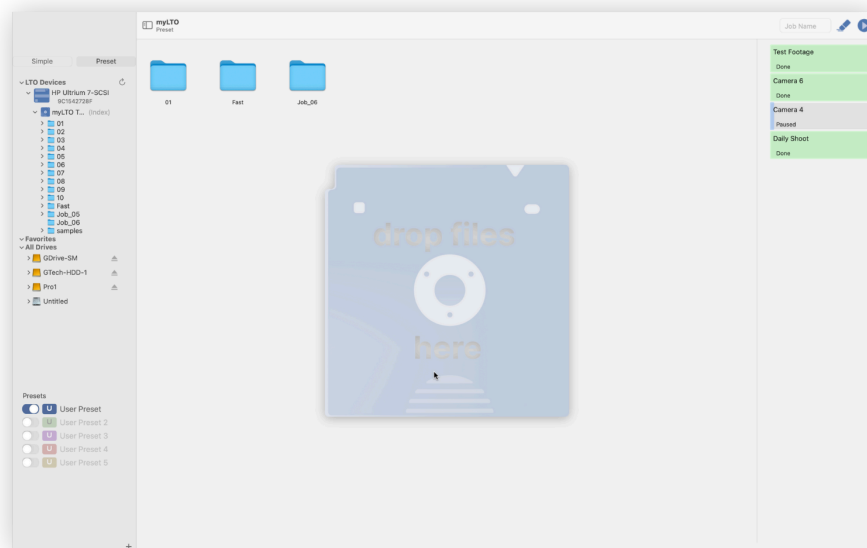 myLTO
Preset
Job Name
Simple
Preset
LTO Devices
HP Ultrium 7-SCSI
9C1542728F
myLTO T... (Index)
01
02
03
04
05
06
07
08
09
10
Fast
Job_05
Job_06
samples
Favorites
All Drives
GDrive-SM
GTech-HDD-1
Pro1
Untitled
Presets
U User Preset
U User Preset 2
U User Preset 3
U User Preset 4
U User Preset 5
01
Fast
Job_06
drop files
here
Test Footage
Done
Camera 6
Done
Camera 4
Paused
Daily Shoot
Done